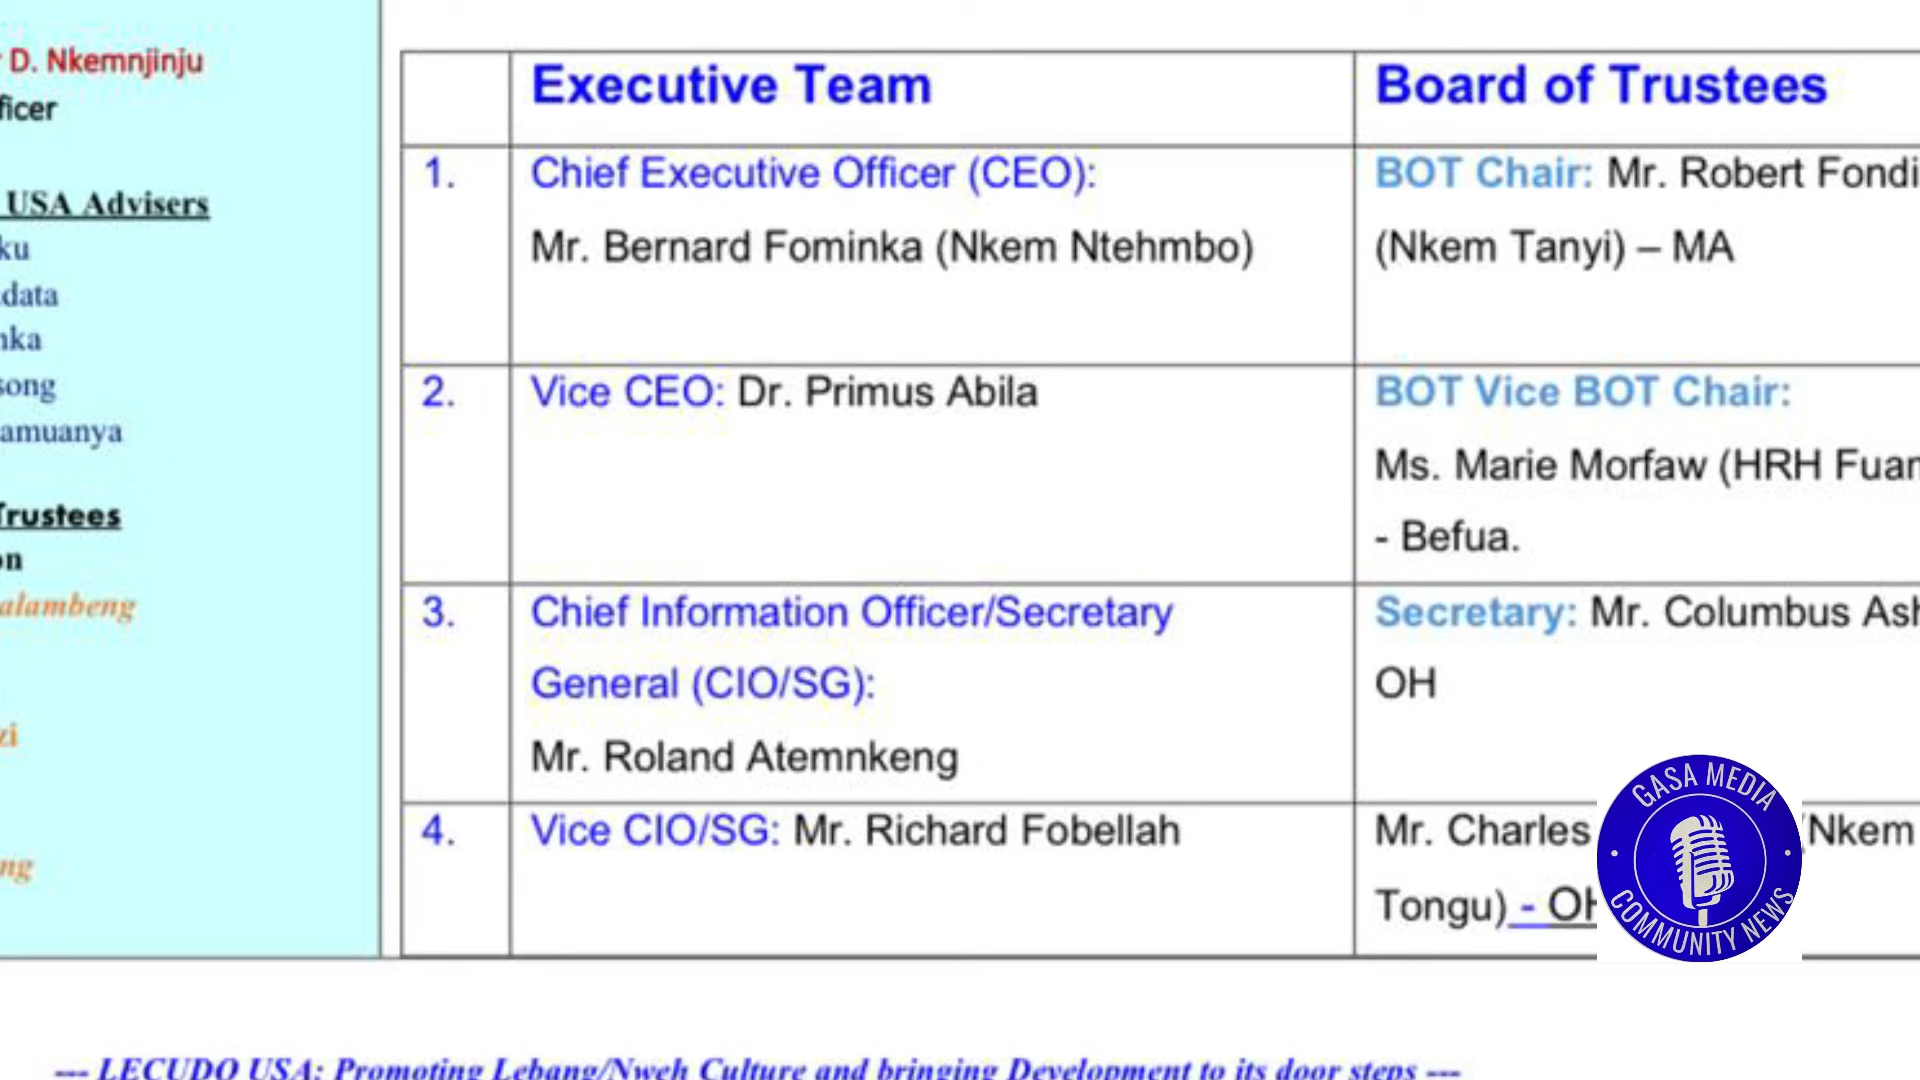 D. Nkemnjinju
ficer
USA Advisers
ku
data
nka
song
amuanya
Trustees
on
alambeng
zi
ng
Executive Team
Board of Trustees
1.
Chief Executive Officer (CEO):
Mr. Bernard Fominka (Nkem Ntehmbo)
BOT Chair: Mr. Robert Fondi
(Nkem Tanyi) – MA
2.
Vice CEO: Dr. Primus Abila
BOT Vice BOT Chair:
Ms. Marie Morfaw (HRH Fuan
- Befua.
3.
Chief Information Officer/Secretary
General (CIO/SG):
Mr. Roland Atemnkeng
Secretary: Mr. Columbus Ash
OH
4.
Vice CIO/SG: Mr. Richard Fobellah
Mr. Charles (Nkem
Tongu) - OH
GASA MEDIA
COMMUNITY NEWS
--- LECUDO USA: Promoting Lebang/Nweh Culture and bringing Development to its door steps ---